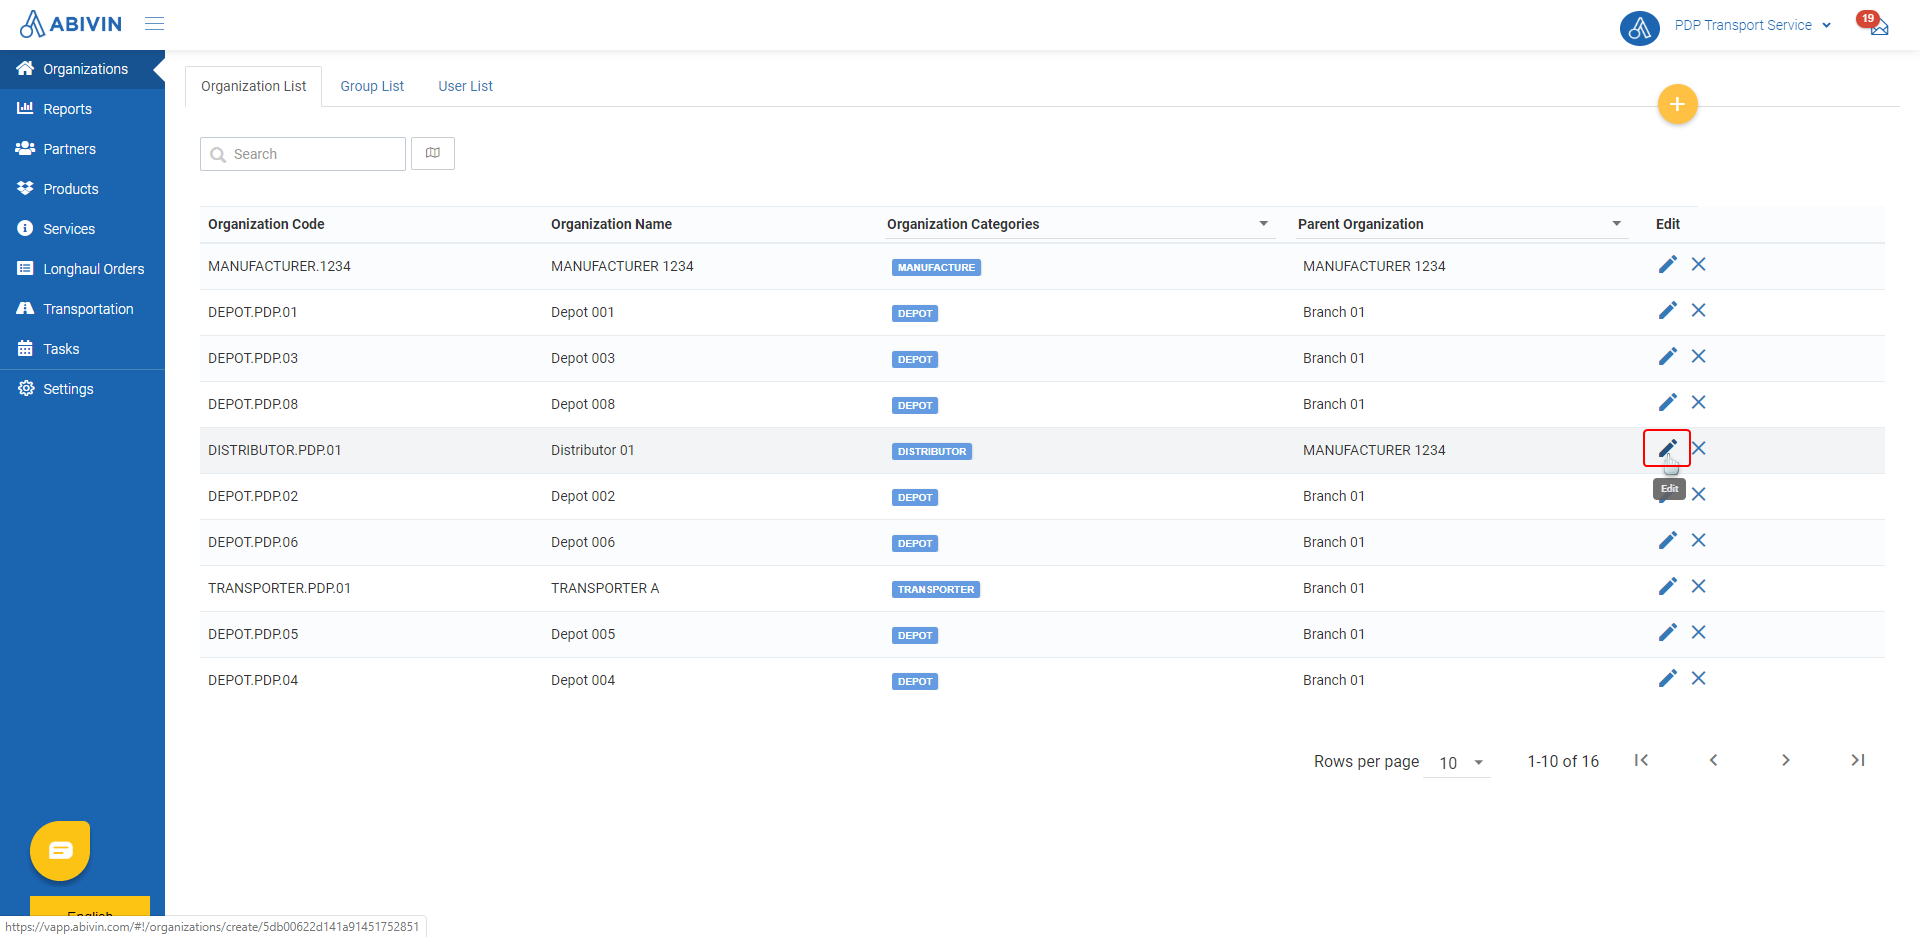 ABIVIN
PDP Transport Service
19
Organizations
Reports
Partners
Products
Services
Longhaul Orders
Transportation
Tasks
Settings
Organization List Group List User List
+
Search
Organization Code Organization Name Organization Categories Parent Organization Edit
MANUFACTURER.1234 MANUFACTURER 1234 MANUFACTURE MANUFACTURER 1234
DEPOT.PDP.01 Depot 001 DEPOT Branch 01
DEPOT.PDP.03 Depot 003 DEPOT Branch 01
DEPOT.PDP.08 Depot 008 DEPOT Branch 01
DISTRIBUTOR.PDP.01 Distributor 01 DISTRIBUTOR MANUFACTURER 1234
Edit
DEPOT.PDP.02 Depot 002 DEPOT Branch 01
DEPOT.PDP.06 Depot 006 DEPOT Branch 01
TRANSPORTER.PDP.01 TRANSPORTER A TRANSPORTER Branch 01
DEPOT.PDP.05 Depot 005 DEPOT Branch 01
DEPOT.PDP.04 Depot 004 DEPOT Branch 01
Rows per page 10 1-10 of 16
English
https://vapp.abivin.com/#!/organizations/create/5db00622d141a91451752851